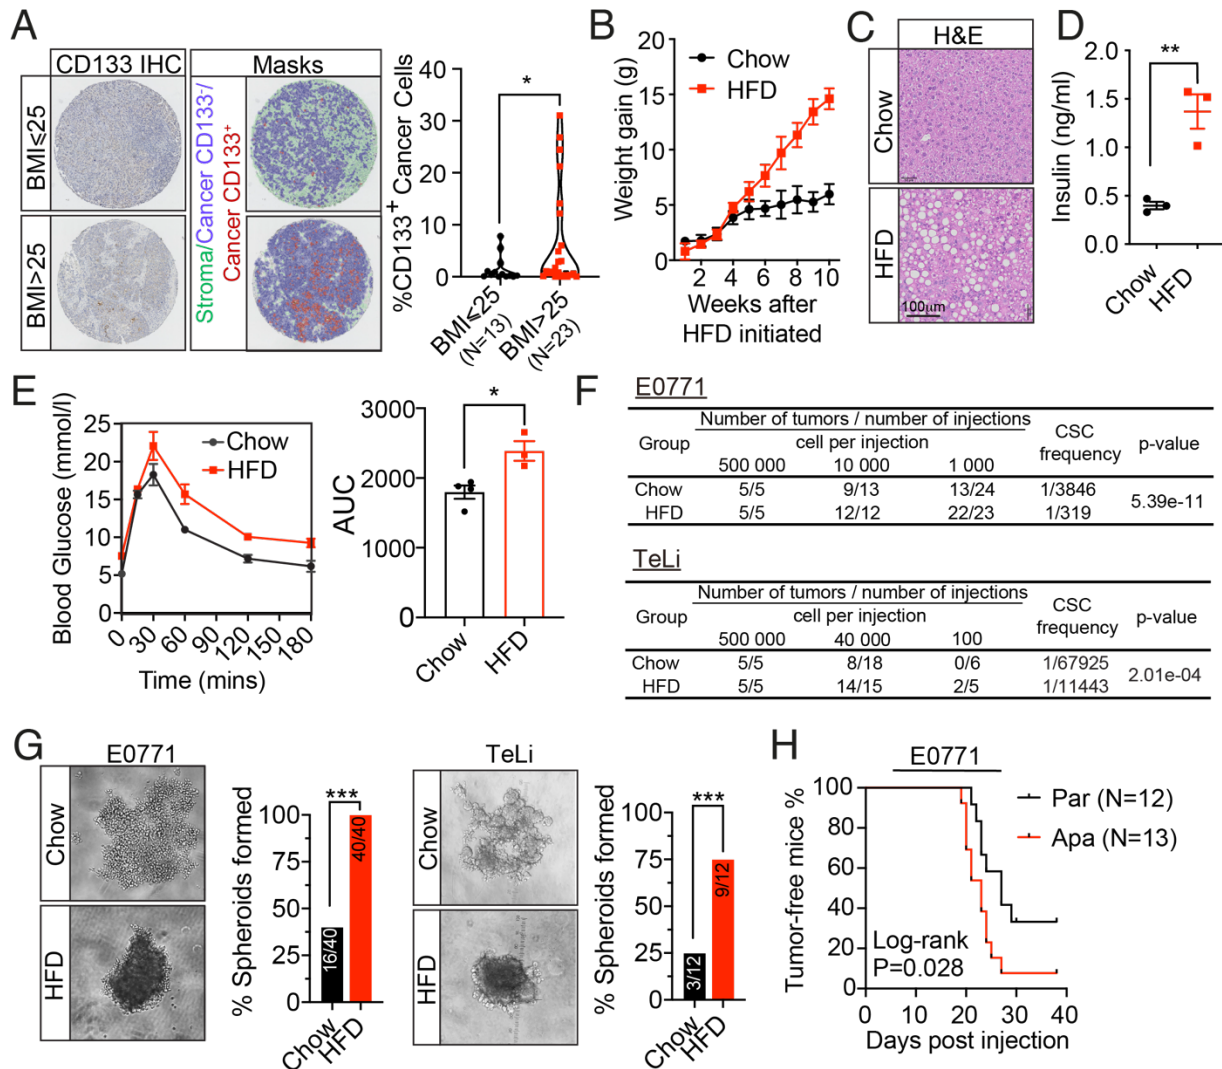 A
CD133 IHC
Masks
BMI≤25
BMI>25
Stroma/Cancer CD133-/
Cancer CD133+
%CD133+ Cancer Cells
40
30
20
10
0
*
BMI≤25
(N=13)
BMI>25
(N=23)
B
Weight gain (g)
20
15
10
5
0
Chow
HFD
2 4 6 8 10
Weeks after
HFD initiated
C
H&E
Chow
HFD
100μm
D
Insulin (ng/ml)
2.0
1.5
1.0
0.5
0.0
**
Chow
HFD
E
Blood Glucose (mmol/l)
25
20
15
10
5
0
Chow
HFD
0 30 60 90 120 150 180
Time (mins)
AUC
3000
2000
1000
0
*
Chow
HFD
F
E0771
Group
Number of tumors / number of injections
cell per injection
500 000 10 000 1 000
CSC
frequency
p-value
Chow 5/5 9/13 13/24 1/3846
HFD 5/5 12/12 22/23 1/319
5.39e-11
TeLi
Group
Number of tumors / number of injections
cell per injection
500 000 40 000 100
CSC
frequency
p-value
Chow 5/5 8/18 0/6 1/67925
HFD 5/5 14/15 2/5 1/11443
2.01e-04
G
E0771
Chow
HFD
% Spheroids formed
100
75
50
25
0
***
16/40
40/40
Chow
HFD
TeLi
Chow
HFD
% Spheroids formed
100
75
50
25
0
***
3/12
9/12
Chow
HFD
H
E0771
Tumor-free mice %
100
80
60
40
20
0
Par (N=12)
Apa (N=13)
Log-rank
P=0.028
0 20 40
Days post injection